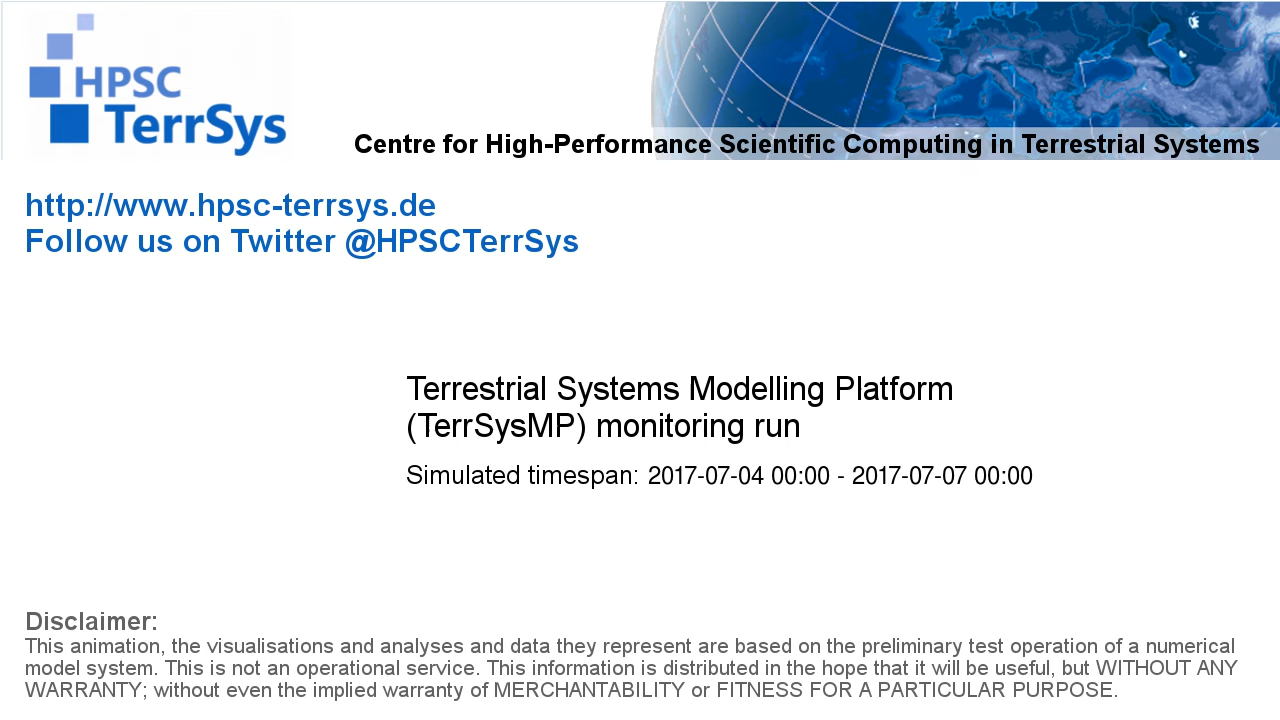 HPSC
TerrSys
Centre for High-Performance Scientific Computing in Terrestrial Systems
http://www.hpsc-terrsys.de
Follow us on Twitter @HPSCTerrSys
Terrestrial Systems Modelling Platform
(TerrSysMP) monitoring run
Simulated timespan: 2017-07-04 00:00 - 2017-07-07 00:00
Disclaimer:
This animation, the visualisations and analyses and data they represent are based on the preliminary test operation of a numerical
model system. This is not an operational service. This information is distributed in the hope that it will be useful, but WITHOUT ANY
WARRANTY; without even the implied warranty of MERCHANTABILITY or FITNESS FOR A PARTICULAR PURPOSE.